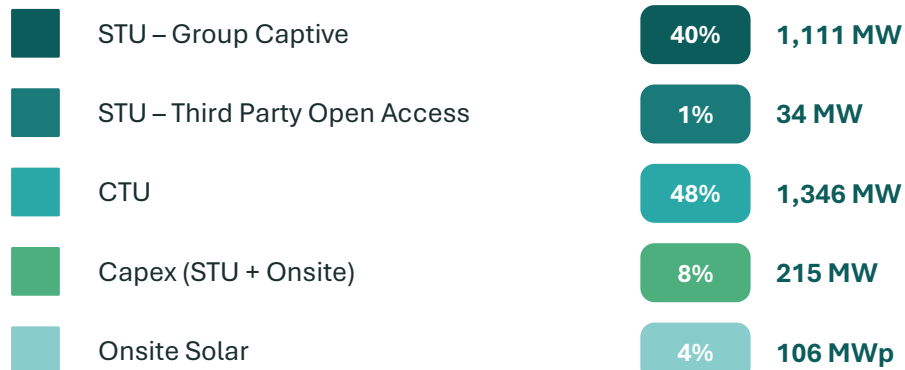 STU – Group Captive 40% 1,111 MW
STU – Third Party Open Access 1% 34 MW
CTU 48% 1,346 MW
Capex (STU + Onsite) 8% 215 MW
Onsite Solar 4% 106 MWp